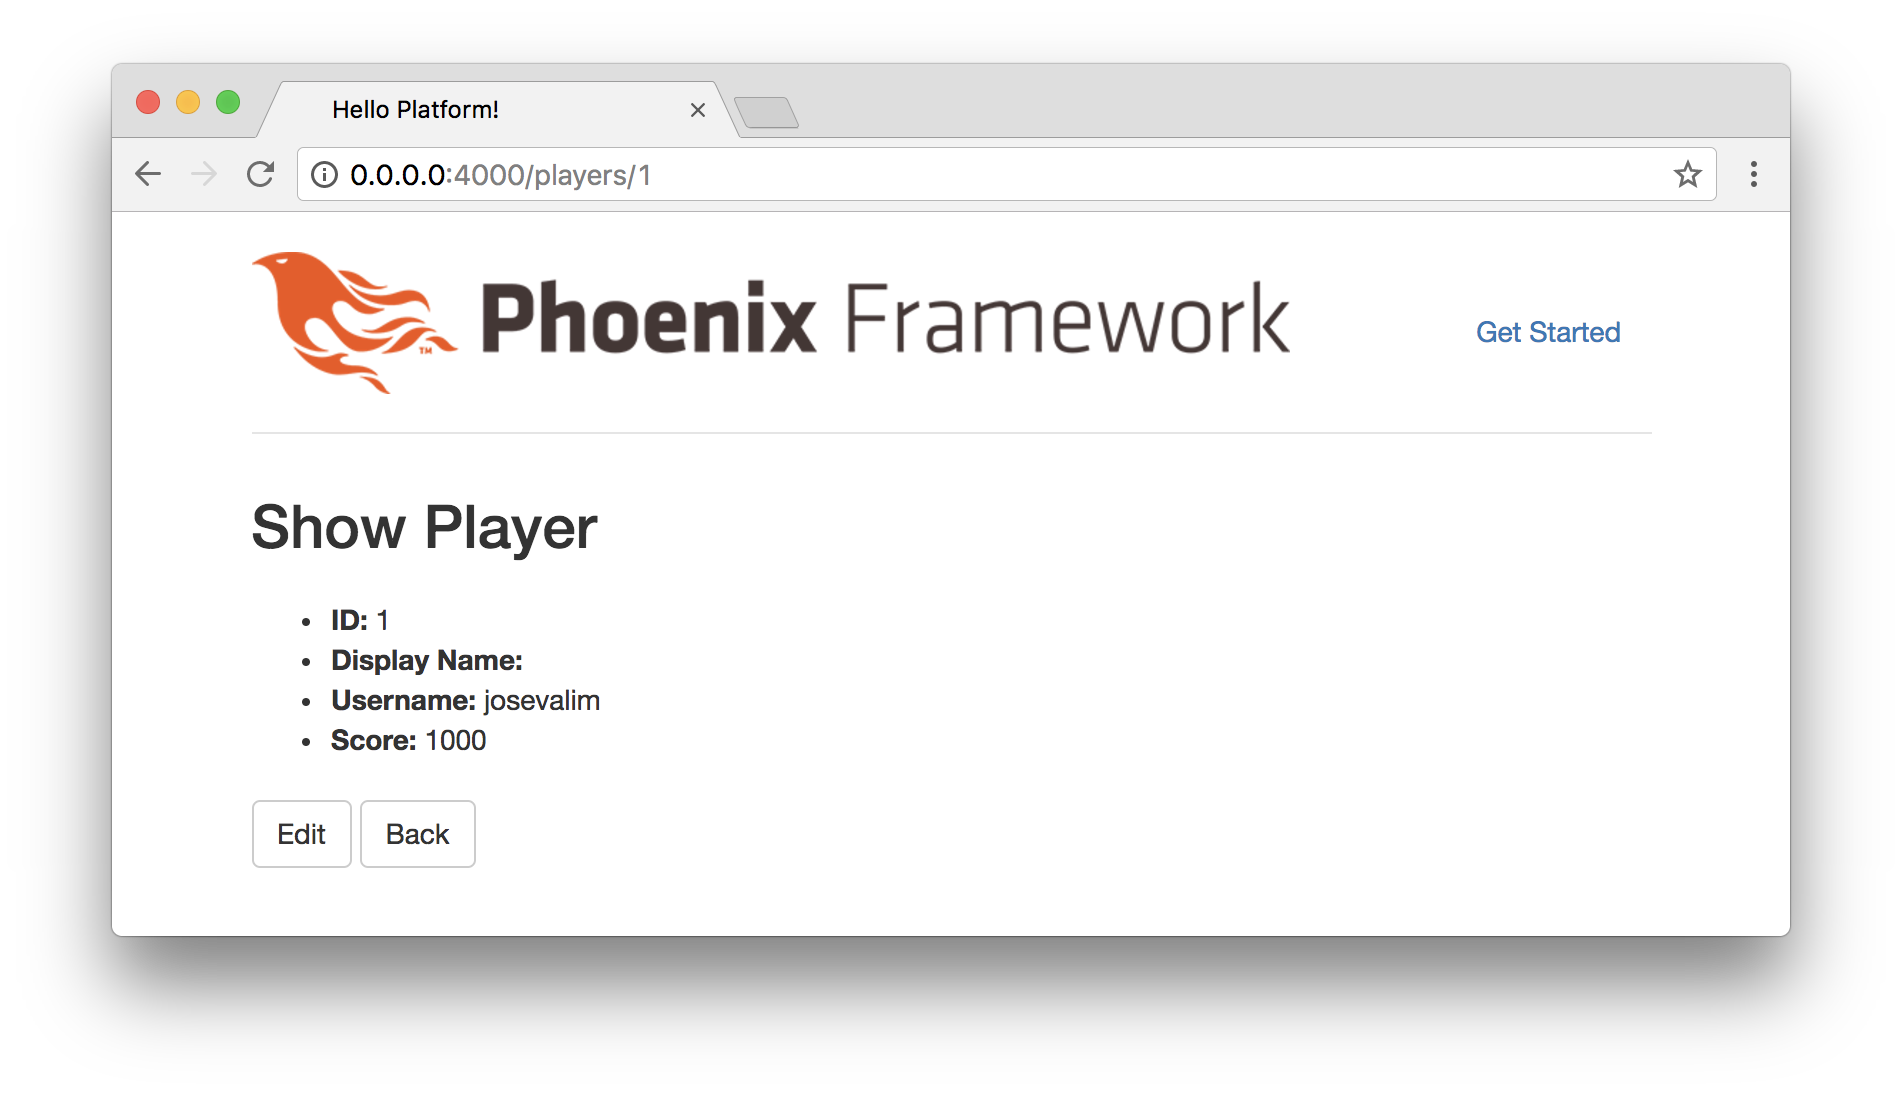 Hello Platform!
0.0.0.0:4000/players/1
Phoenix Framework
TM
Get Started
Show Player
• ID: 1
• Display Name:
• Username: josevalim
• Score: 1000
Edit Back